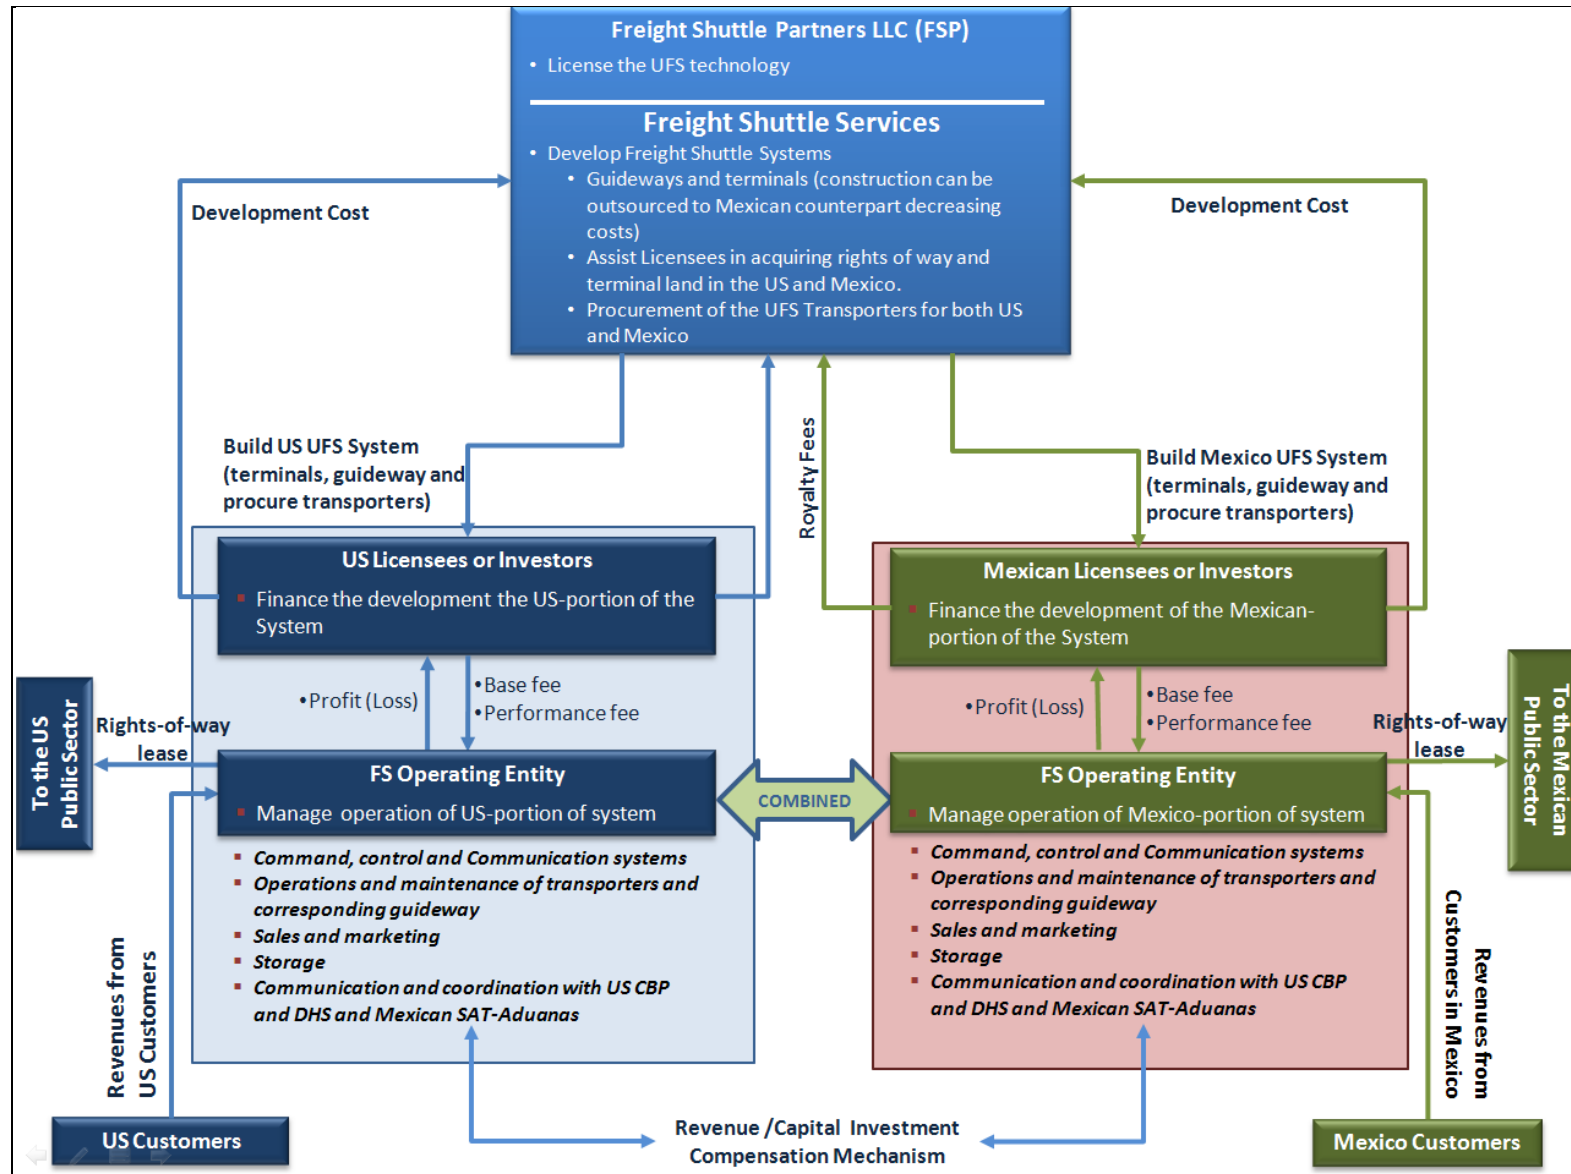 Freight Shuttle Partners LLC (FSP)
• License the UFS technology
Freight Shuttle Services
• Develop Freight Shuttle Systems
• Guideways and terminals (construction can be
outsourced to Mexican counterpart decreasing
costs)
• Assist Licensees in acquiring rights of way and
terminal land in the US and Mexico.
• Procurement of the UFS Transporters for both US
and Mexico
Development Cost
Development Cost
Build US UFS System
(terminals, guideway and
procure transporters)
Royalty Fees
Build Mexico UFS System
(terminals, guideway and
procure transporters)
US Licensees or Investors
▪ Finance the development the US-portion of the
System
Mexican Licensees or Investors
▪ Finance the development of the Mexican-
portion of the System
•Profit (Loss)
•Base fee
•Performance fee
•Profit (Loss)
•Base fee
•Performance fee
To the US
Public Sector
Rights-of-way
lease
Rights-of-way
lease
To the Mexican
Public Sector
FS Operating Entity
▪ Manage operation of US-portion of system
COMBINED
FS Operating Entity
▪ Manage operation of Mexico-portion of system
▪ Command, control and Communication systems
▪ Operations and maintenance of transporters and
corresponding guideway
▪ Sales and marketing
▪ Storage
▪ Communication and coordination with US CBP
and DHS and Mexican SAT-Aduanas
▪ Command, control and Communication systems
▪ Operations and maintenance of transporters and
corresponding guideway
▪ Sales and marketing
▪ Storage
▪ Communication and coordination with US CBP
and DHS and Mexican SAT-Aduanas
Revenues from
US Customers
Revenues from
Customers in Mexico
US Customers
Revenue /Capital Investment
Compensation Mechanism
Mexico Customers